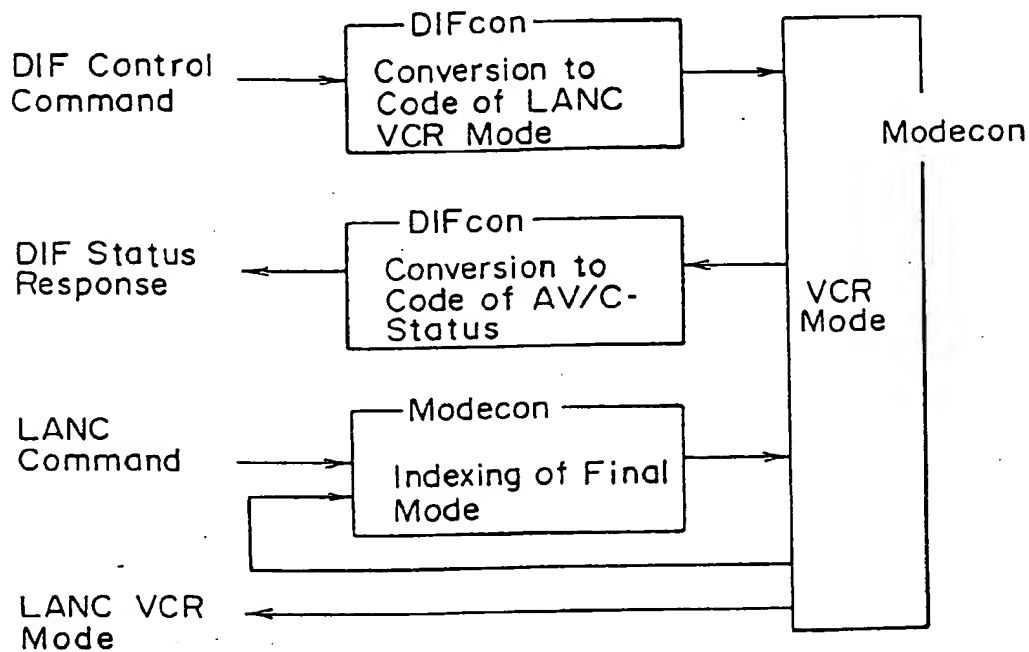 DIFcon
DIF Control
Command
Conversion to
Code of LANC
VCR Mode
Modecon
DIF Status
Response
DIFcon
Conversion to
Code of AV/C-
Status
VCR
Mode
LANC
Command
Modecon
Indexing of Final
Mode
LANC VCR
Mode